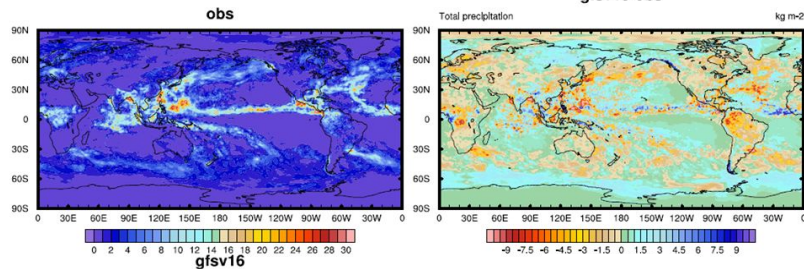 obs
Total precipitation
kg m-2
90N
60N
30N
0
30S
60S
90S
0 30E 60E 90E 120E 150E 180 150W 120W 90W 60W 30W 0
0 2 4 6 8 10 12 14 16 18 20 22 24 26 28 30
gfsv16
90N
60N
30N
0
30S
60S
90S
0 30E 60E 90E 120E 150E 180 150W 120W 90W 60W 30W 0
-9 -7.5 -6 -4.5 -3 -1.5 0 1.5 3 4.5 6 7.5 9